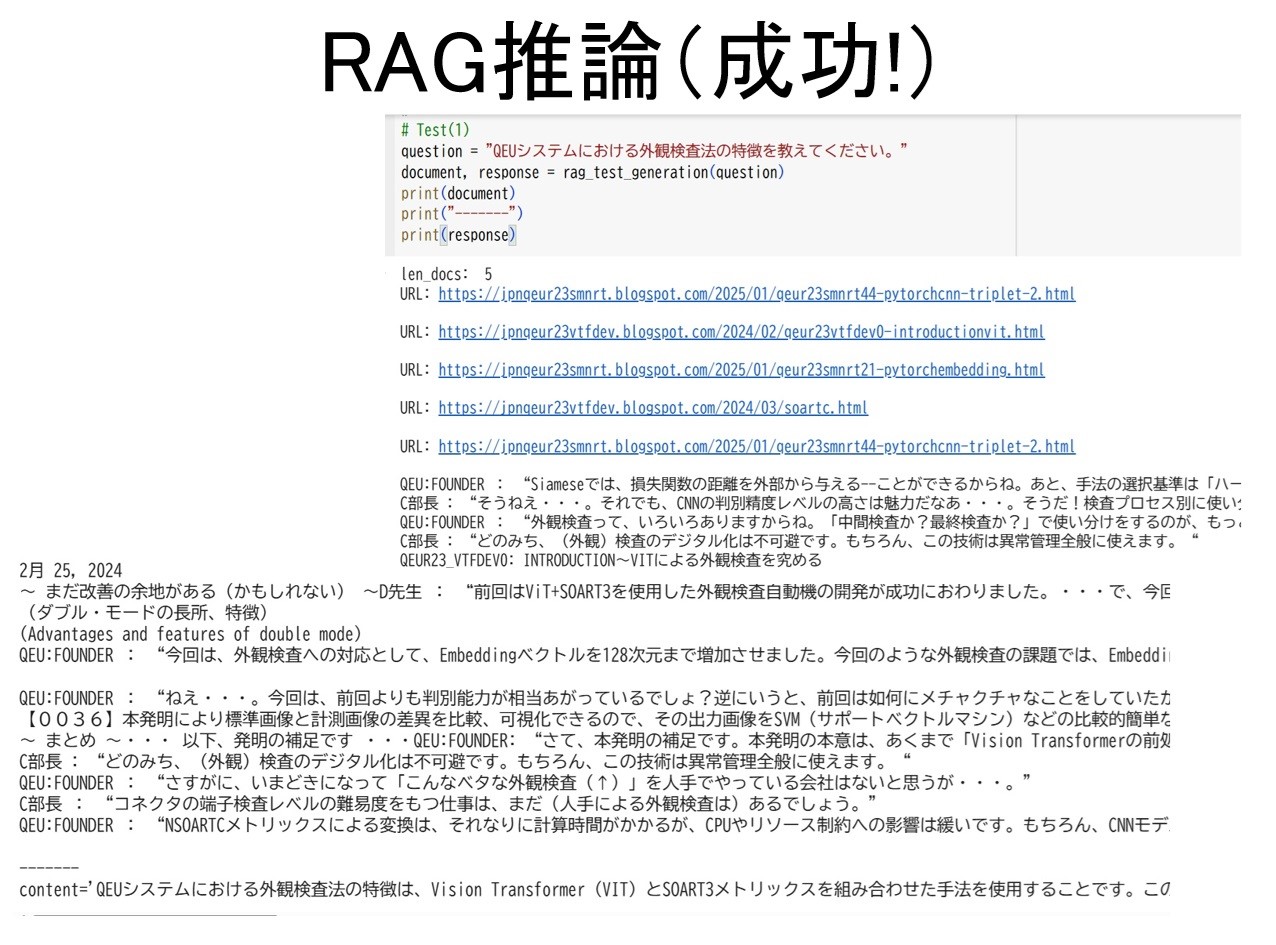 RAG推論(成功!)
# Test(1)
question = "QEUシステムにおける外観検査法の特徴を教えてください。"
document, response = rag_test_generation(question)
print(document)
print("-------")
print(response)
len_docs: 5
URL: https://jpnqeur23smnrt.blogspot.com/2025/01/qeur23smnrt44-pytorchcnn-triplet-2.html
URL: https://jpnqeur23vtfdev.blogspot.com/2024/02/qeur23vtfdev0-introductionvit.html
URL: https://jpnqeur23smnrt.blogspot.com/2025/01/qeur23smnrt21-pytorchembedding.html
URL: https://jpnqeur23vtfdev.blogspot.com/2024/03/soartc.html
URL: https://jpnqeur23smnrt.blogspot.com/2025/01/qeur23smnrt44-pytorchcnn-triplet-2.html
QEU:FOUNDER : “Siameseでは、損失関数の距離を外部から与える--ことができるからね。あと、手法の選択基準は「ハー
C部長 : “そうねえ・・・。それでも、CNNの判別精度レベルの高さは魅力だなあ・・・。そうだ！検査プロセス別に使い
QEU:FOUNDER : “外観検査って、いろいろありますからね。「中間検査か？最終検査か？」で使い分けをするのが、もっ
C部長 : “どのみち、（外観）検査のデジタル化は不可避です。もちろん、この技術は異常管理全般に使えます。 “
QEUR23_VTFDEV0: INTRODUCTION～VITによる外観検査を究める
2月 25, 2024
～ まだ改善の余地がある（かもしれない） ～D先生 : “前回はViT+SOART3を使用した外観検査自動機の開発が成功におわりました。・・・で、今回
（ダブル・モードの長所、特徴）
(Advantages and features of double mode)
QEU:FOUNDER : “今回は、外観検査への対応として、Embeddingベクトルを128次元まで増加させました。今回のような外観検査の課題では、Embeddi
QEU:FOUNDER : “ねえ・・・。今回は、前回よりも判別能力が相当あがっているでしょ？逆にいうと、前回は如何にメチャクチャなことをしていたか
【００３６】本発明により標準画像と計測画像の差異を比較、可視化できるので、その出力画像をSVM（サポートベクトルマシン）などの比較的簡単な
～ まとめ ～・・・ 以下、発明の補足です ・・・QEU:FOUNDER: “さて、本発明の補足です。本発明の本意は、あくまで「Vision Transformerの前処
C部長 : “どのみち、（外観）検査のデジタル化は不可避です。もちろん、この技術は異常管理全般に使えます。 “
QEU:FOUNDER : “さすがに、いまどきになって「こんなベタな外観検査（↑）」を人手でやっている会社はないと思うが・・・。”
C部長 : “コネクタの端子検査レベルの難易度をもつ仕事は、まだ（人手による外観検査は）あるでしょう。”
QEU:FOUNDER : “NSOARTCメトリックスによる変換は、それなりに計算時間がかかるが、CPUやリソース制約への影響は緩いです。もちろん、CNNモデ
-------
content='QEUシステムにおける外観検査法の特徴は、Vision Transformer（VIT）とSOART3メトリックスを組み合わせた手法を使用することです。この